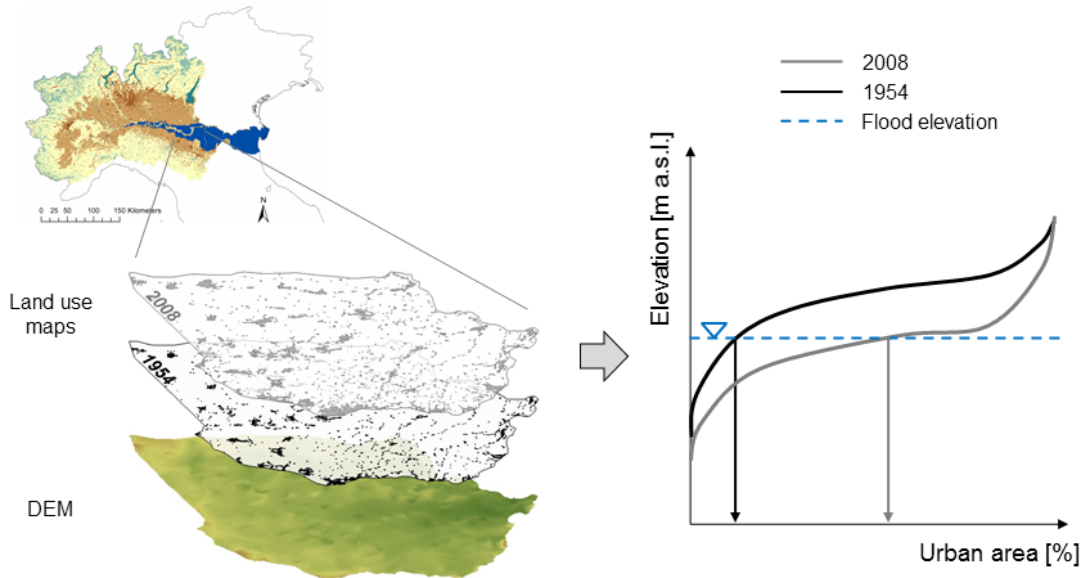 N
0 25 50 100 150 Kilometers
Land use
maps
2008
1954
DEM
2008
1954
Flood elevation
Elevation [m a.s.l.]
Urban area [%]